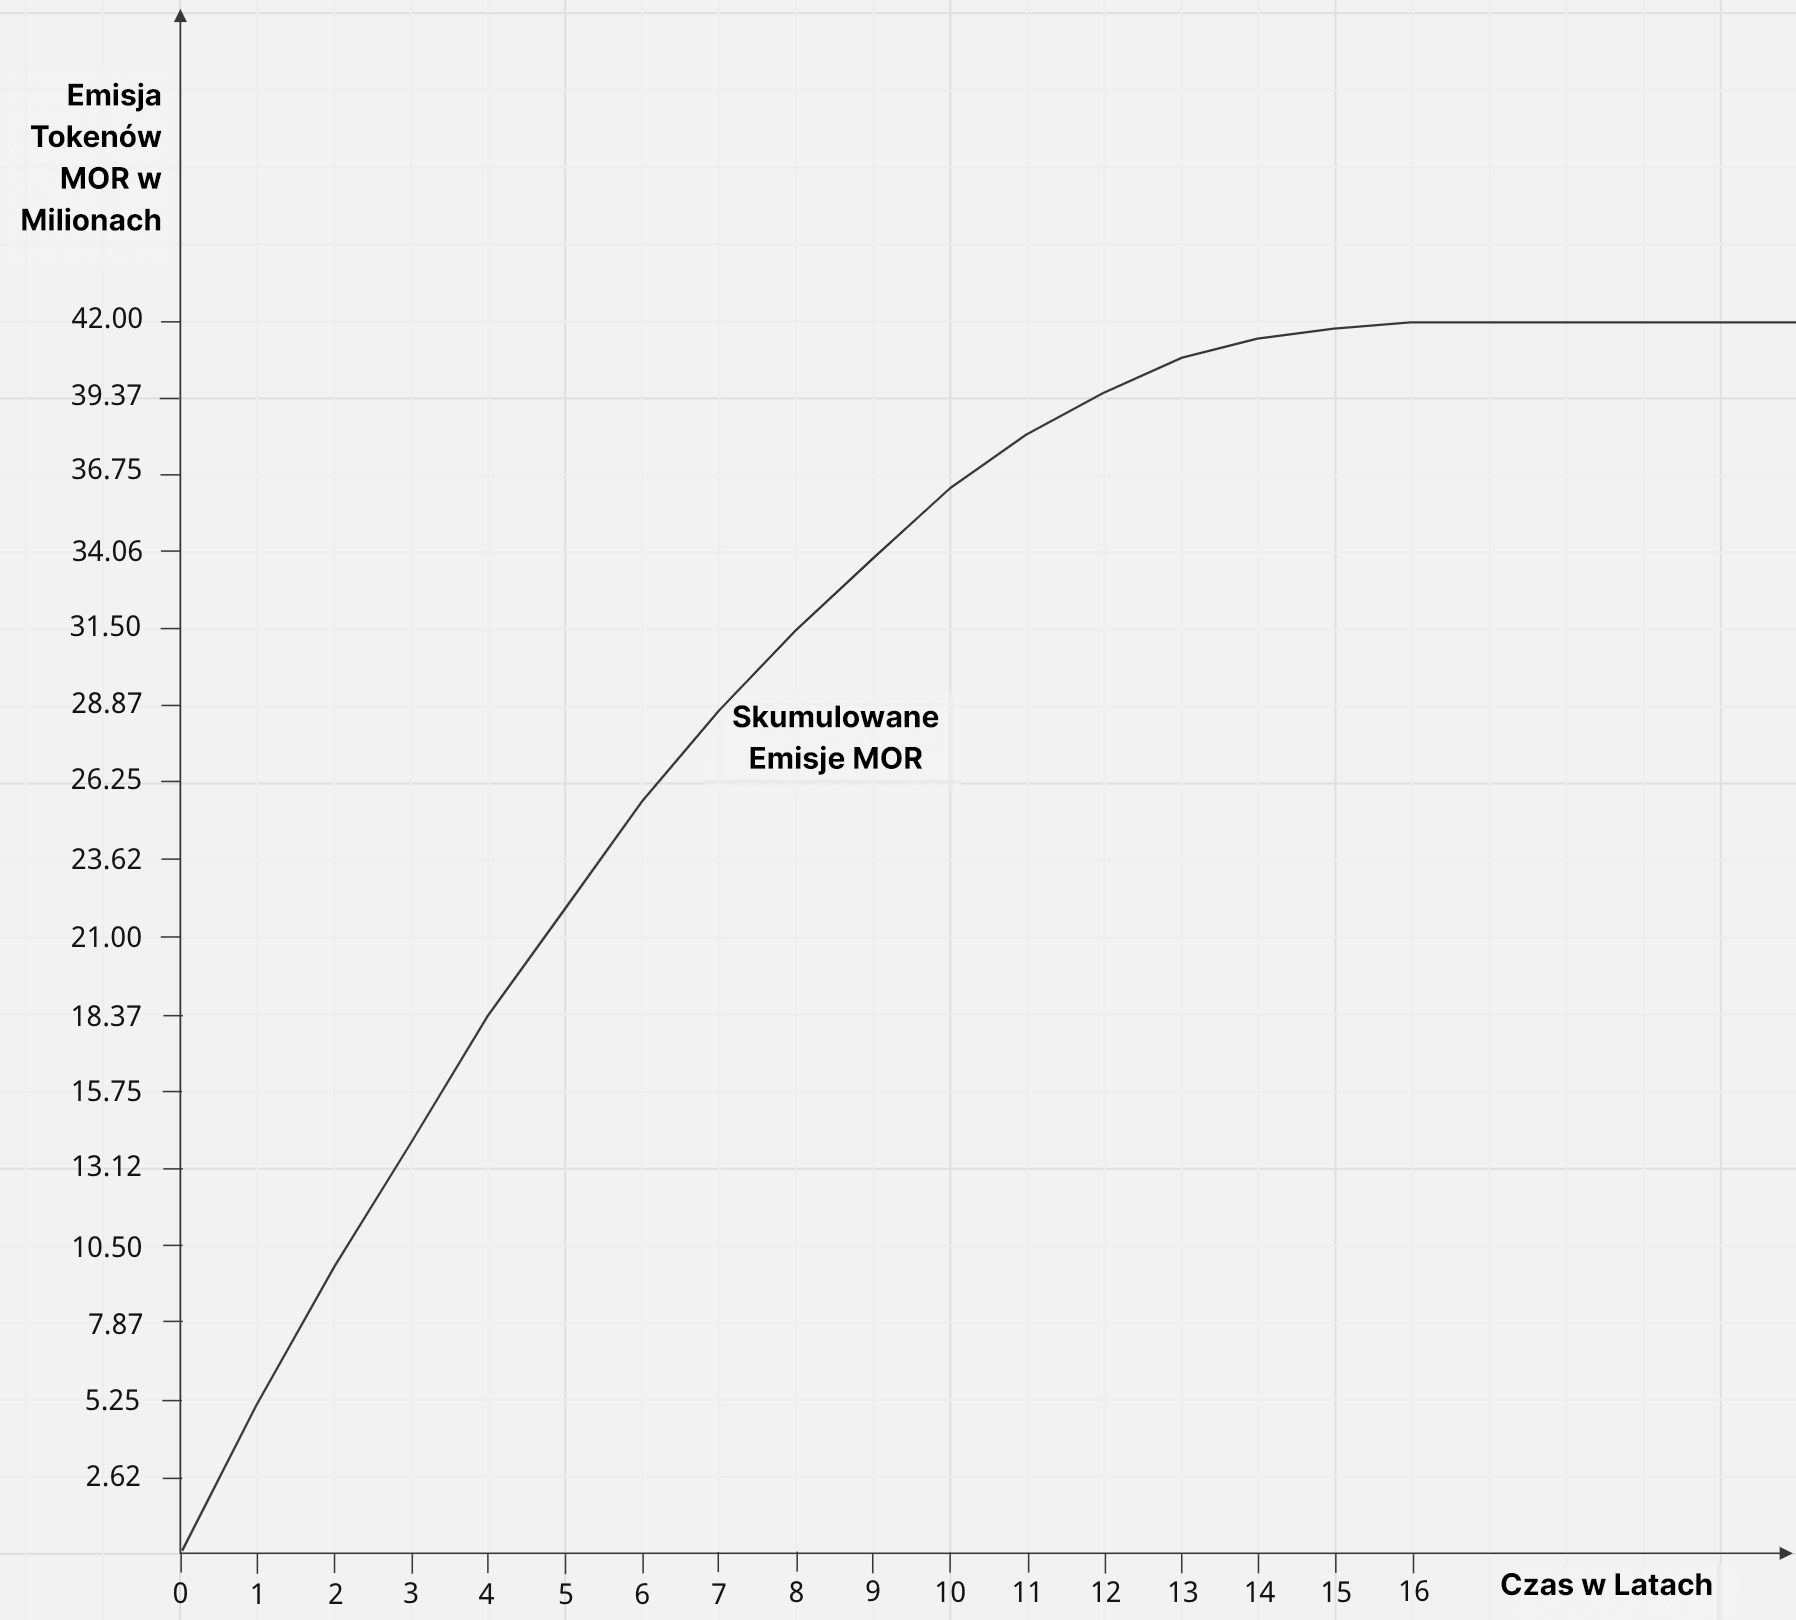 Emisja
Tokenów
MOR w
Milionach
42.00
39.37
36.75
34.06
31.50
28.87
26.25
23.62
21.00
18.37
15.75
13.12
10.50
7.87
5.25
2.62
Skumulowane
Emisje MOR
0 1 2 3 4 5 6 7 8 9 10 11 12 13 14 15 16 Czas w Latach